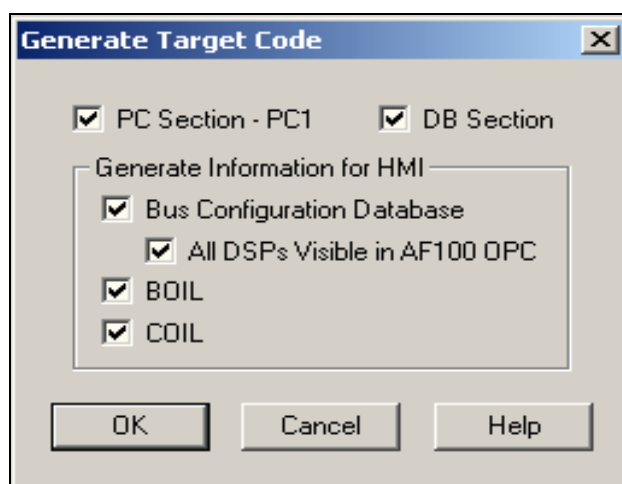 Generate Target Code
PC Section - PC1 DB Section
Generate Information for HMI
Bus Configuration Database
All DSPs Visible in AF100 OPC
BOIL
COIL
OK Cancel Help